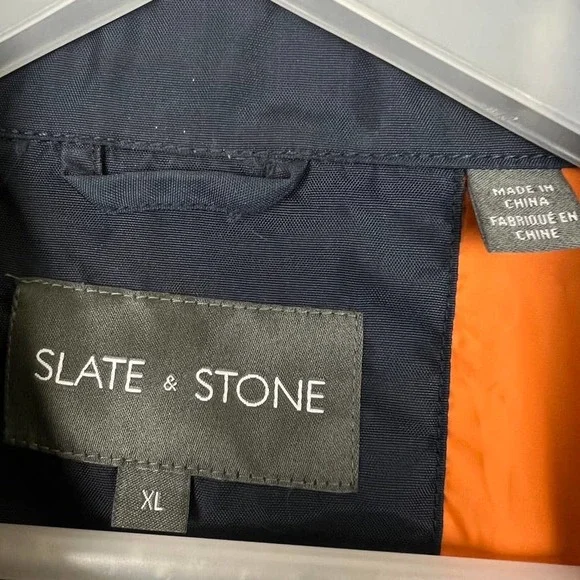 MADE IN
CHINA
FABRIQUÉ EN
CHINE
SLATE & STONE
XL